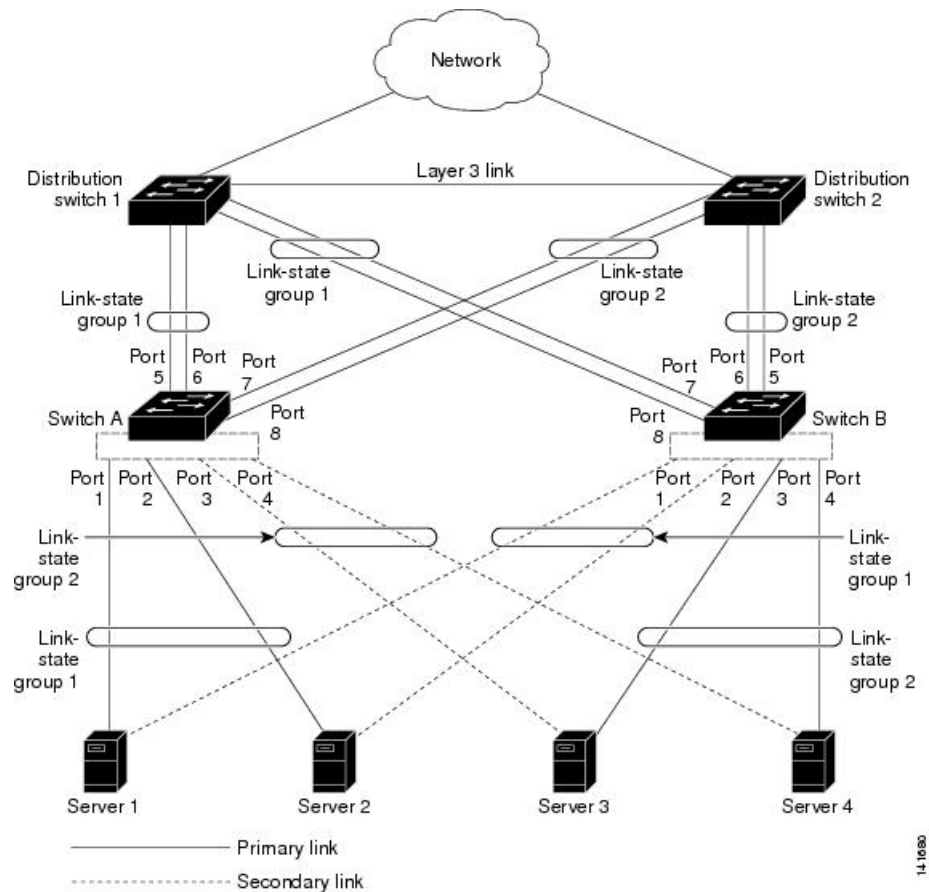 Network
Layer 3 link
Distribution
switch 1
Distribution
switch 2
Link-state
group 1
Link-state
group 2
Link-state
group 1
Link-state
group 2
Port
5
Port
6
Port
7
Port
8
Port
7
Port
6
Port
5
Port
8
Switch A
Switch B
Port
1
Port
2
Port
3
Port
4
Port
1
Port
2
Port
3
Port
4
Link-
state
group 2
Link-
state
group 1
Link-
state
group 1
Link-
state
group 2
Server 1
Server 2
Server 3
Server 4
Primary link
Secondary link
141680